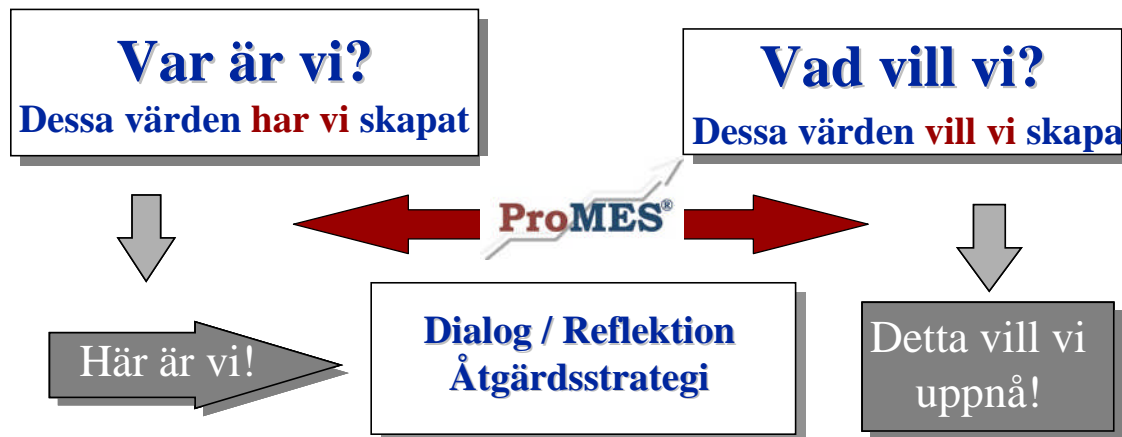 Var är vi?
Dessa värden har vi skapat
Vad vill vi?
Dessa värden vill vi skapa
ProMES®
Här är vi!
Dialog / Reflektion
Åtgärdsstrategi
Detta vill vi
uppnå!